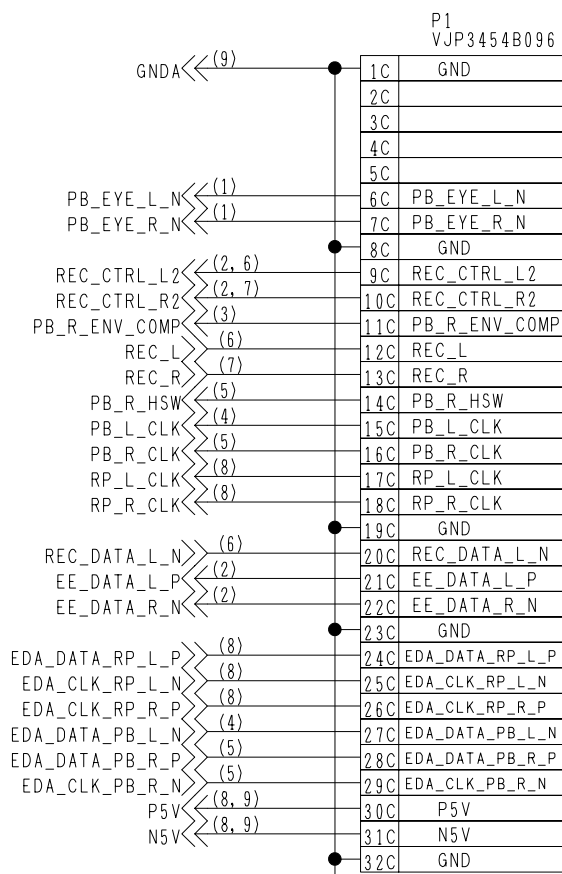 P1
VJP3454B096
GNDA (9) 1C GND
2C
3C
4C
5C
PB_EYE_L_N (1) 6C PB_EYE_L_N
PB_EYE_R_N (1) 7C PB_EYE_R_N
8C GND
REC_CTRL_L2 (2, 6) 9C REC_CTRL_L2
REC_CTRL_R2 (2, 7) 10C REC_CTRL_R2
PB_R_ENV_COMP (3) 11C PB_R_ENV_COMP
REC_L (6) 12C REC_L
REC_R (7) 13C REC_R
PB_R_HSW (5) 14C PB_R_HSW
PB_L_CLK (4) 15C PB_L_CLK
PB_R_CLK (5) 16C PB_R_CLK
RP_L_CLK (8) 17C RP_L_CLK
RP_R_CLK (8) 18C RP_R_CLK
19C GND
REC_DATA_L_N (6) 20C REC_DATA_L_N
EE_DATA_L_P (2) 21C EE_DATA_L_P
EE_DATA_R_N (2) 22C EE_DATA_R_N
23C GND
EDA_DATA_RP_L_P (8) 24C EDA_DATA_RP_L_P
EDA_CLK_RP_L_N (8) 25C EDA_CLK_RP_L_N
EDA_CLK_RP_R_P (8) 26C EDA_CLK_RP_R_P
EDA_DATA_PB_L_N (4) 27C EDA_DATA_PB_L_N
EDA_DATA_PB_R_P (5) 28C EDA_DATA_PB_R_P
EDA_CLK_PB_R_N (5) 29C EDA_CLK_PB_R_N
P5V (8, 9) 30C P5V
N5V (8, 9) 31C N5V
32C GND